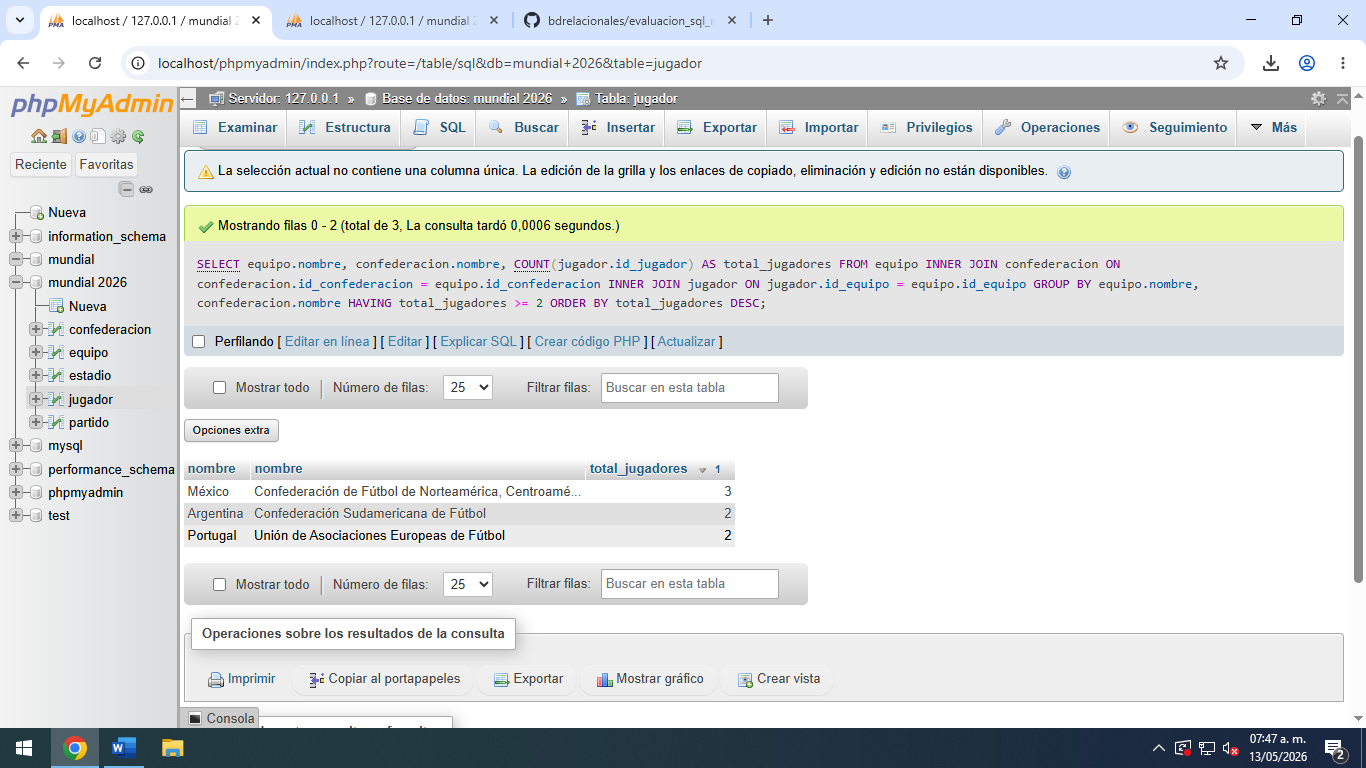 localhost / 127.0.0.1 / mundial 2
localhost / 127.0.0.1 / mundial 2
bdrelacionales/evaluacion_sql_
localhost/phpmyadmin/index.php?route=/table/sql&db=mundial+2026&table=jugador
phpMyAdmin
Reciente
Favoritas
Nueva
information_schema
mundial
mundial 2026
Nueva
confederacion
equipo
estadio
jugador
partido
mysql
performance_schema
phpmyadmin
test
Servidor: 127.0.0.1 » Base de datos: mundial 2026 » Tabla: jugador
Examinar Estructura SQL Buscar Insertar Exportar Importar Privilegios Operaciones Seguimiento Más
La selección actual no contiene una columna única. La edición de la grilla y los enlaces de copiado, eliminación y edición no están disponibles.
Mostrando filas 0 - 2 (total de 3, La consulta tardó 0,0006 segundos.)
SELECT equipo.nombre, confederacion.nombre, COUNT(jugador.id_jugador) AS total_jugadores FROM equipo INNER JOIN confederacion ON
confederacion.id_confederacion = equipo.id_confederacion INNER JOIN jugador ON jugador.id_equipo = equipo.id_equipo GROUP BY equipo.nombre,
confederacion.nombre HAVING total_jugadores >= 2 ORDER BY total_jugadores DESC;
Perfilando [ Editar en línea ] [ Editar ] [ Explicar SQL ] [ Crear código PHP ] [ Actualizar ]
Mostrar todo Número de filas: 25 Filtrar filas: Buscar en esta tabla
Opciones extra
nombre nombre total_jugadores 1
México Confederación de Fútbol de Norteamérica, Centroamé... 3
Argentina Confederación Sudamericana de Fútbol 2
Portugal Unión de Asociaciones Europeas de Fútbol 2
Mostrar todo Número de filas: 25 Filtrar filas: Buscar en esta tabla
Operaciones sobre los resultados de la consulta
Imprimir Copiar al portapapeles Exportar Mostrar gráfico Crear vista
Consola
07:47 a. m.
13/05/2026
2